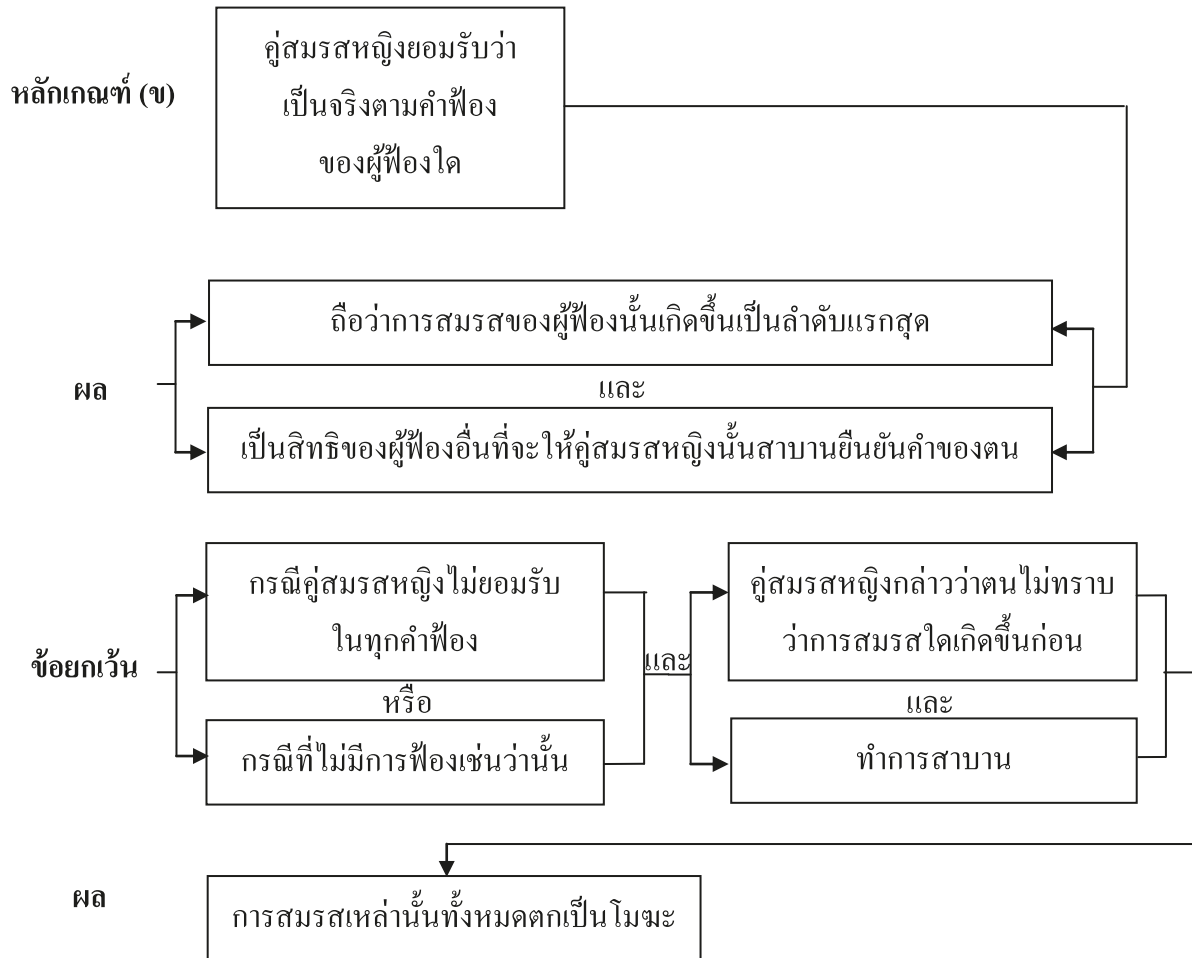 หลักเกณฑ์ (ข)
คู่สมรสหญิงยอมรับว่า
เป็นจริงตามคำฟ้อง
ของผู้ฟ้องใด
ผล
ถือว่าการสมรสของผู้ฟ้องนั้นเกิดขึ้นเป็นลำดับแรกสุด
และ
เป็นสิทธิของผู้ฟ้องอื่นที่จะให้คู่สมรสหญิงนั้นสาบานยืนยันคำของตน
ข้อยกเว้น
กรณีคู่สมรสหญิงไม่ยอมรับ
ในทุกคำฟ้อง
หรือ
กรณีที่ไม่มีการฟ้องเช่นว่านั้น
และ
คู่สมรสหญิงกล่าวว่าตนไม่ทราบ
ว่าการสมรสใดเกิดขึ้นก่อน
และ
ทำการสาบาน
ผล
การสมรสเหล่านั้นทั้งหมดตกเป็นโมฆะ